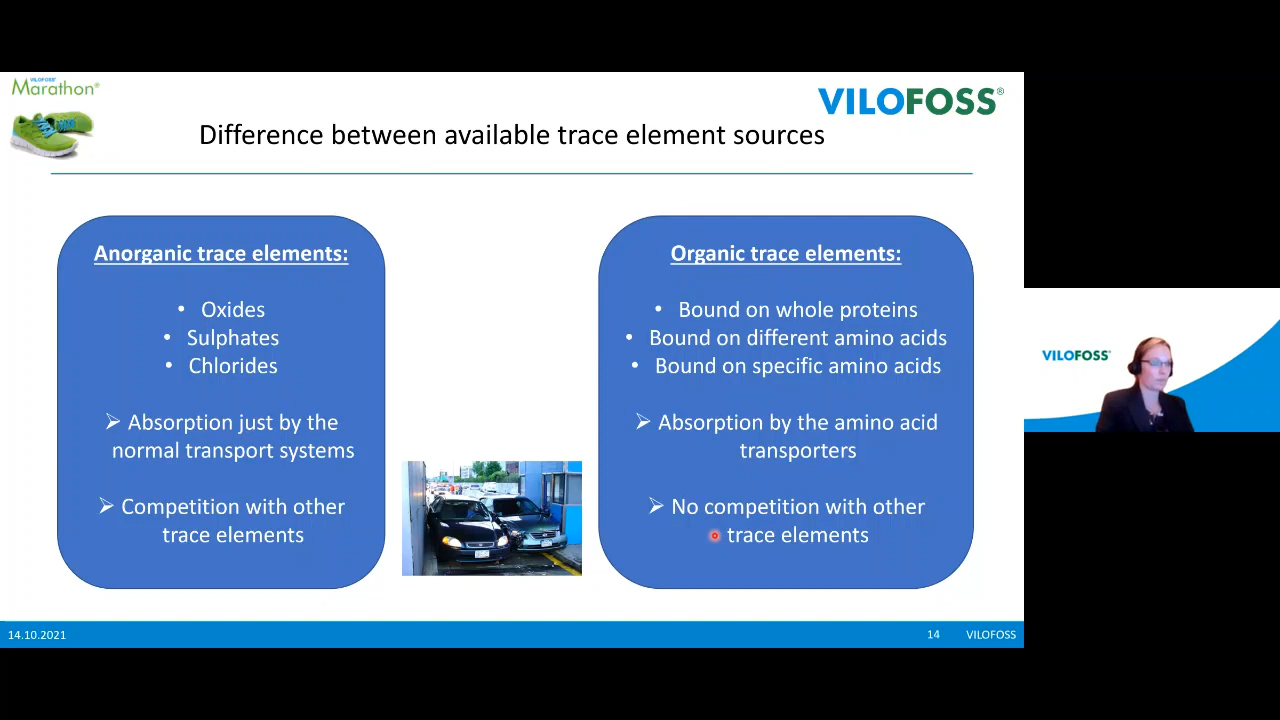 VILOFOSS®
Marathon®
VILOFOSS®
Difference between available trace element sources
Anorganic trace elements:
• Oxides
• Sulphates
• Chlorides
➢ Absorption just by the
normal transport systems
➢ Competition with other
trace elements
Organic trace elements:
• Bound on whole proteins
• Bound on different amino acids
• Bound on specific amino acids
➢ Absorption by the amino acid
transporters
➢ No competition with other
trace elements
VILOFOSS®
14.10.2021
14
VILOFOSS